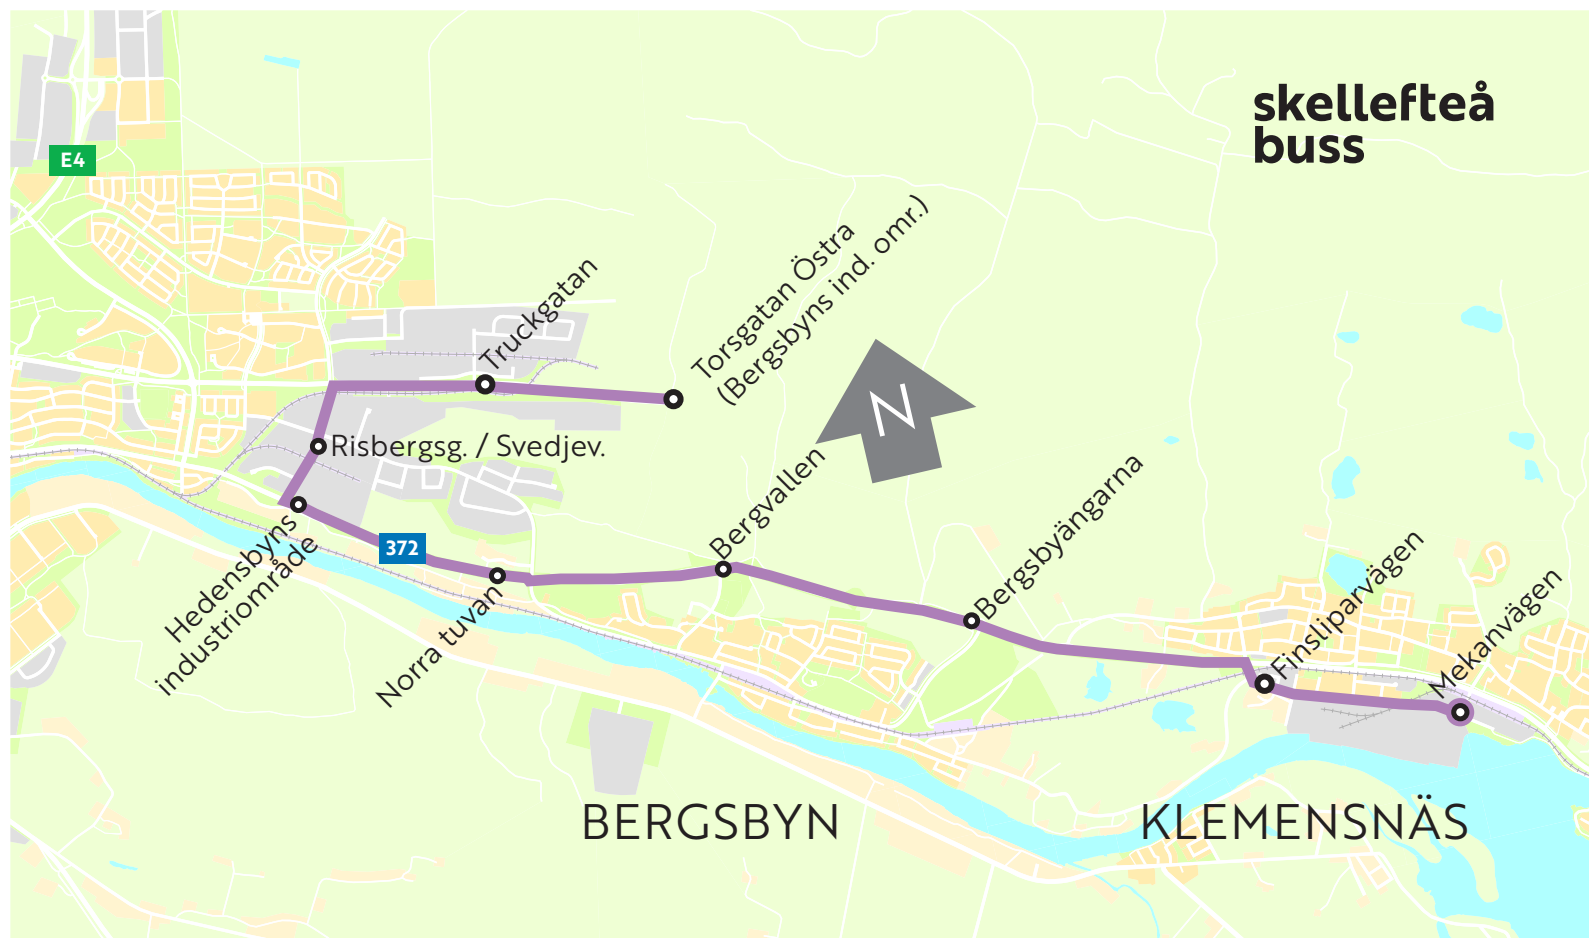 skellefteå
buss
E4
Truckgatan
Torsgatan Östra
(Bergsbyns ind. omr.)
N
Risbergsg. / Svedjev.
Hedensbyns
industriområde
372
Norra tuvan
Bergvallen
Bergsbyängarna
Finsliparvägen
Mekanvägen
BERGSBYN
KLEMENSNÄS